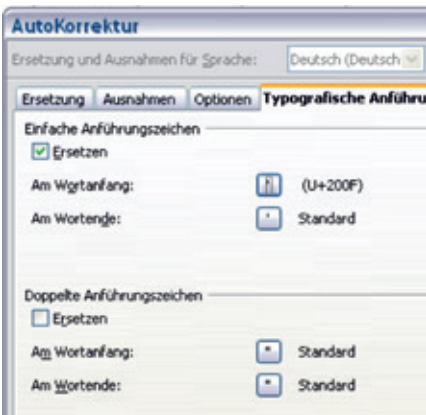 AutoKorrektur
Ersetzung und Ausnahmen für Sprache: Deutsch (Deutsch
Ersetzung Ausnahmen Optionen Typografische Anführu
Einfache Anführungszeichen
Ersetzen
Am Wortanfang: (U+200F)
Am Wortende: Standard
Doppelte Anführungszeichen
Ersetzen
Am Wortanfang: Standard
Am Wortende: Standard